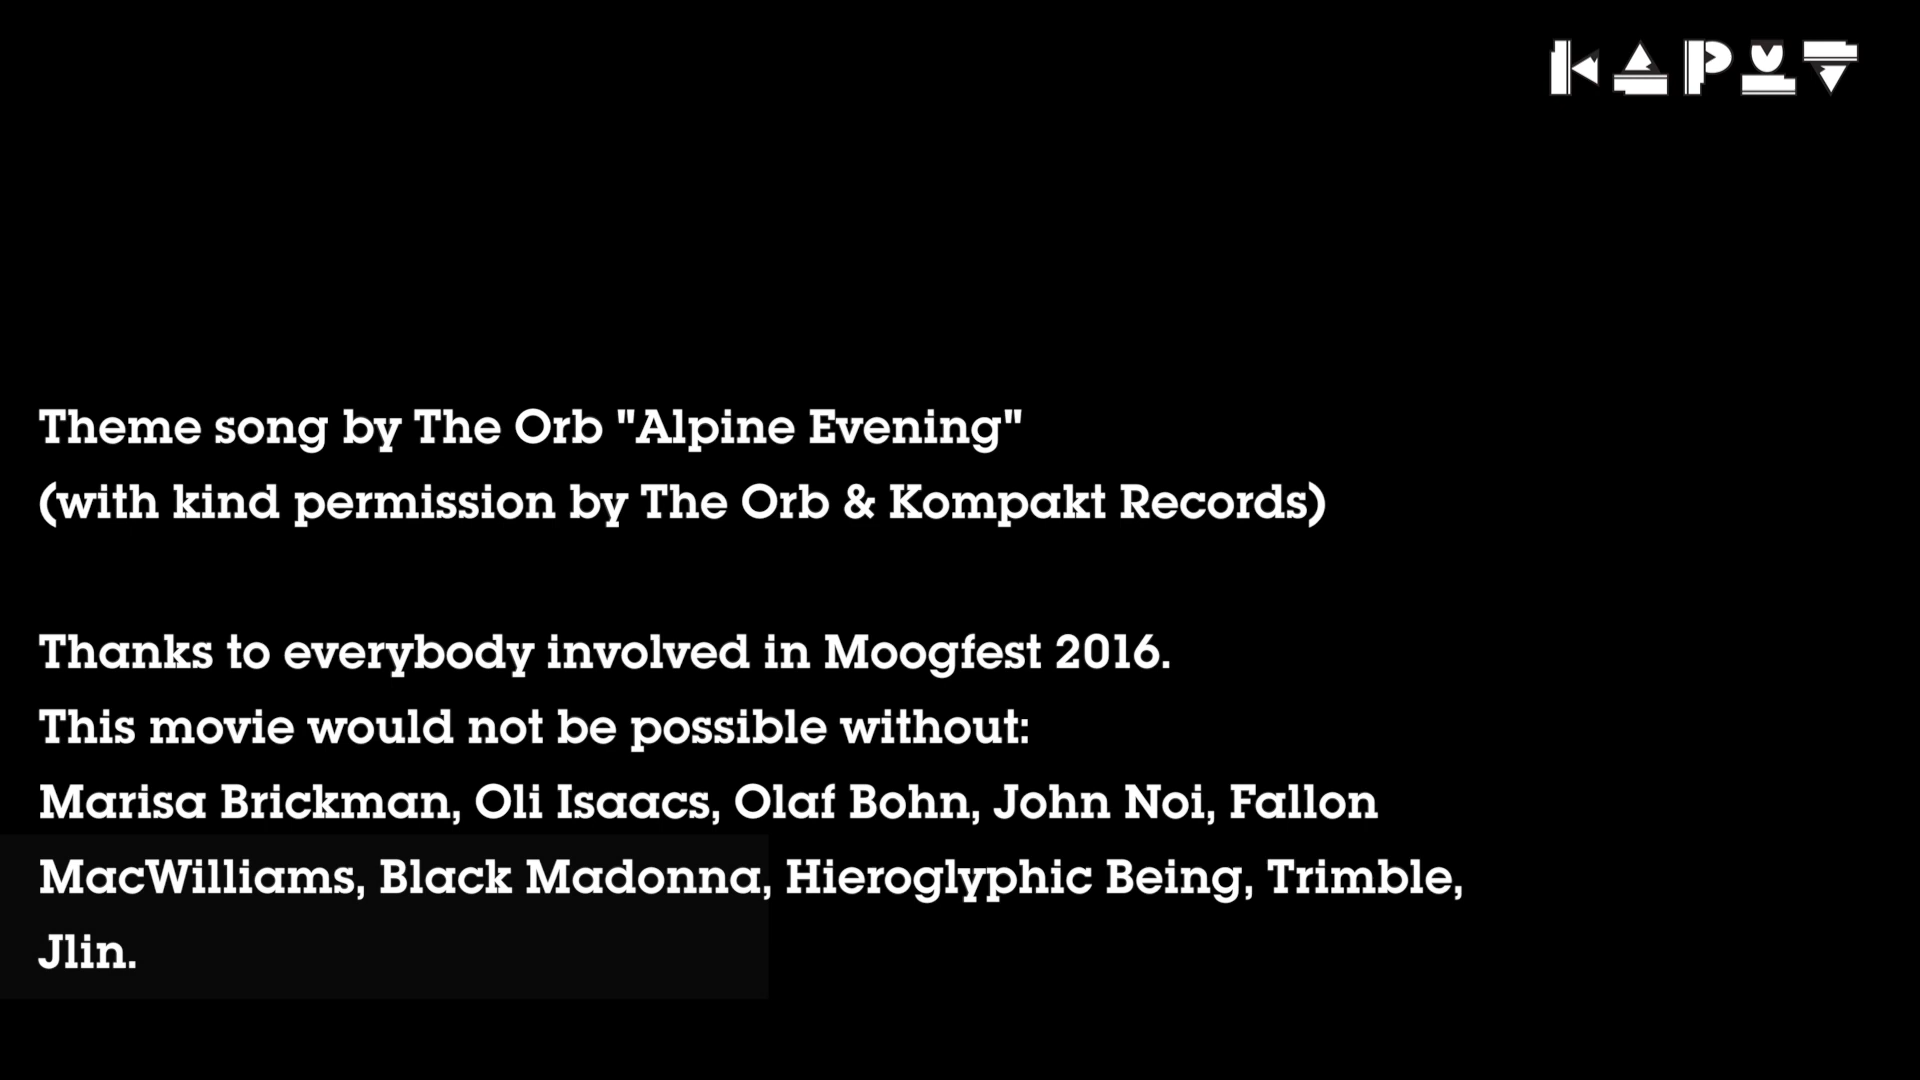 KAPUT
Theme song by The Orb "Alpine Evening"
(with kind permission by The Orb & Kompakt Records)
Thanks to everybody involved in Moogfest 2016.
This movie would not be possible without:
Marisa Brickman, Oli Isaacs, Olaf Bohn, John Noi, Fallon
MacWilliams, Black Madonna, Hieroglyphic Being, Trimble,
Jlin.